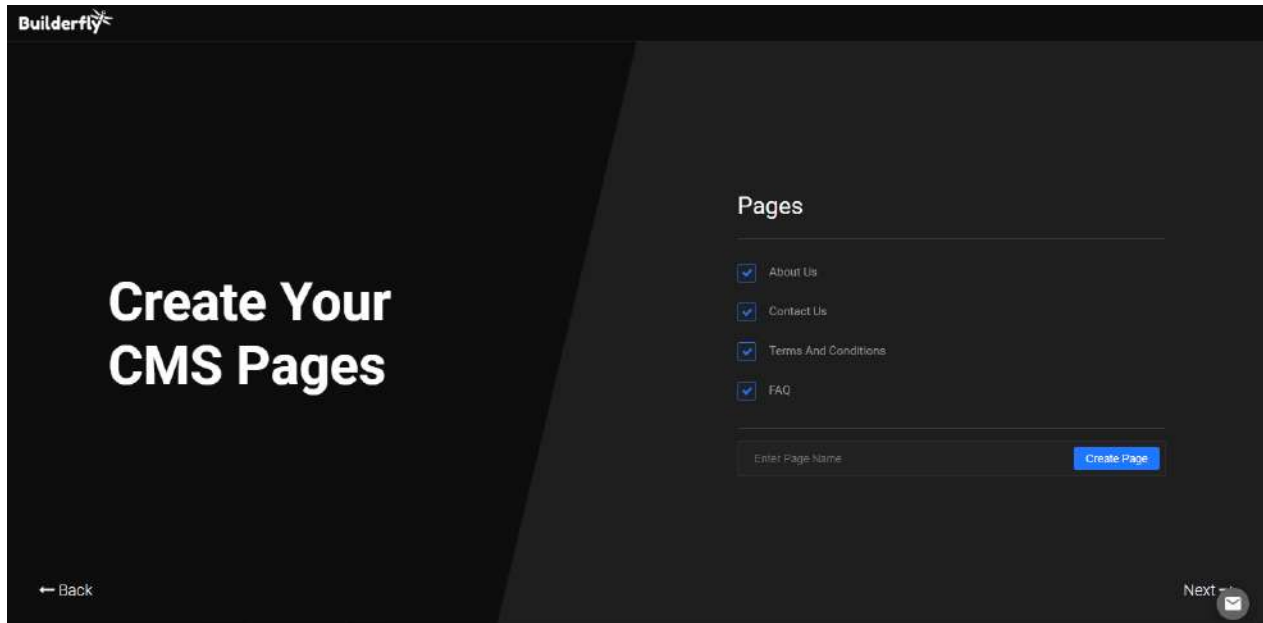 Builderfly
Create Your
CMS Pages
Pages
About Us
Contact Us
Terms And Conditions
FAQ
Enter Page Name
Create Page
← Back
Next